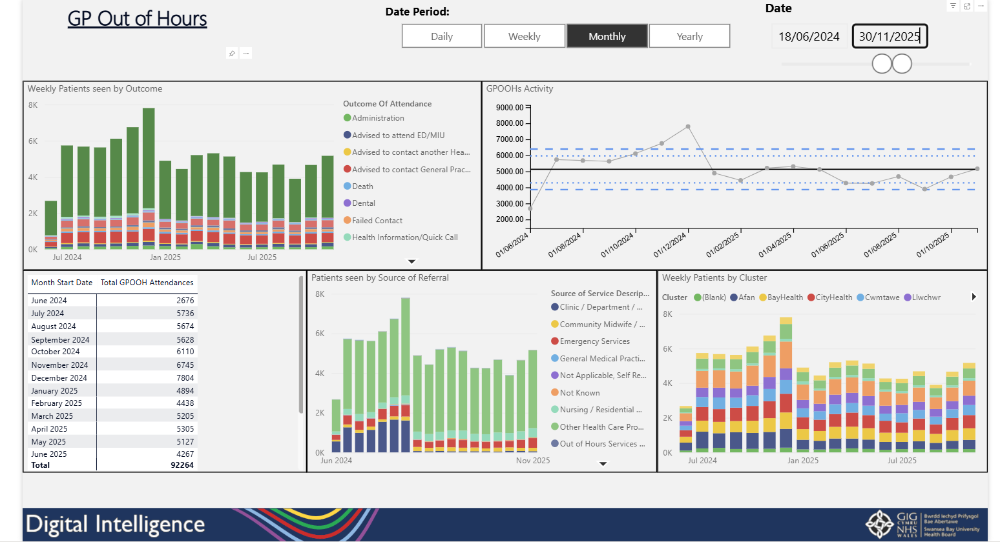 GP Out of Hours
Date Period:
Daily
Weekly
Monthly
Yearly
Date
18/06/2024
30/11/2025
Weekly Patients seen by Outcome
8K
6K
4K
2K
0K
Jul 2024
Jan 2025
Jul 2025
Outcome Of Attendance
Administration
Advised to attend ED/MIU
Advised to contact another Hea...
Advised to contact General Prac...
Death
Dental
Failed Contact
Health Information/Quick Call
GPOOHs Activity
9000.00
8000.00
7000.00
6000.00
5000.00
4000.00
3000.00
2000.00
01/06/2024
01/08/2024
01/10/2024
01/12/2024
01/02/2025
01/04/2025
01/06/2025
01/08/2025
01/10/2025
Month Start Date Total GPOOH Attendances
June 2024 2676
July 2024 5736
August 2024 5674
September 2024 5628
October 2024 6110
November 2024 6745
December 2024 7804
January 2025 4894
February 2025 4438
March 2025 5205
April 2025 5305
May 2025 5127
June 2025 4267
Total 92264
Patients seen by Source of Referral
8K
6K
4K
2K
0K
Jun 2024
Nov 2025
Source of Service Descrip...
Clinic / Department / ...
Community Midwife / ...
Emergency Services
General Medical Practi...
Not Applicable, Self Re...
Not Known
Nursing / Residential ...
Other Health Care Pro...
Out of Hours Services ...
Weekly Patients by Cluster
Cluster (Blank) Afan BayHealth CityHealth Cwmtawe Llwchwr
8K
6K
4K
2K
0K
Jul 2024
Jan 2025
Jul 2025
Digital Intelligence
GIG
CYMRU
NHS
WALES
Bwrdd Iechyd Prifysgol
Bae Abertawe
Swansea Bay University
Health Board